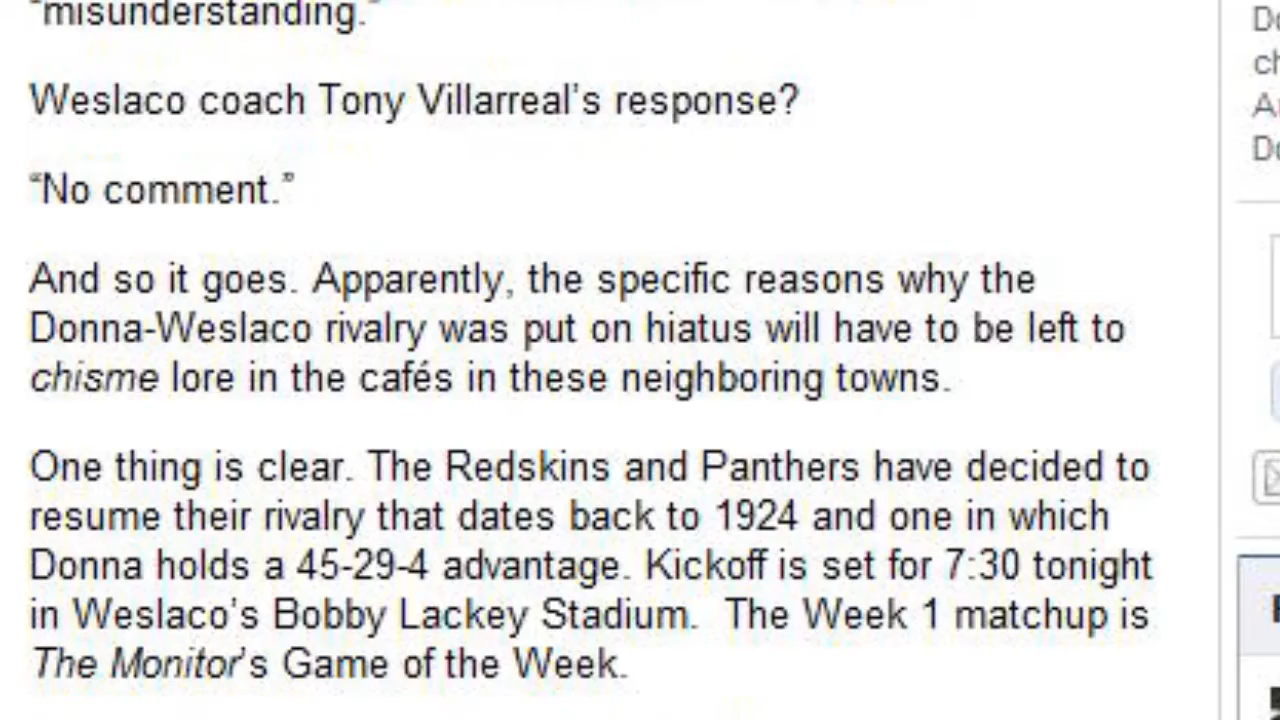 "misunderstanding."
Weslaco coach Tony Villarreal's response?
"No comment."
And so it goes. Apparently, the specific reasons why the
Donna-Weslaco rivalry was put on hiatus will have to be left to
chisme lore in the cafés in these neighboring towns.
One thing is clear. The Redskins and Panthers have decided to
resume their rivalry that dates back to 1924 and one in which
Donna holds a 45-29-4 advantage. Kickoff is set for 7:30 tonight
in Weslaco's Bobby Lackey Stadium.  The Week 1 matchup is
The Monitor's Game of the Week.